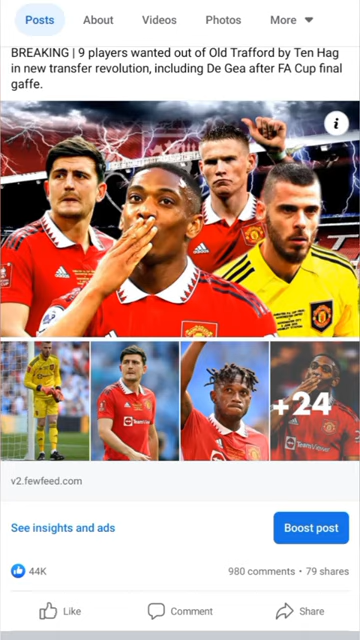 Posts About Videos Photos More
BREAKING | 9 players wanted out of Old Trafford by Ten Hag
in new transfer revolution, including De Gea after FA Cup final
gaffe.
i
TeamViewer
+24
v2.fewfeed.com
See insights and ads
Boost post
44K 980 comments • 79 shares
Like Comment Share